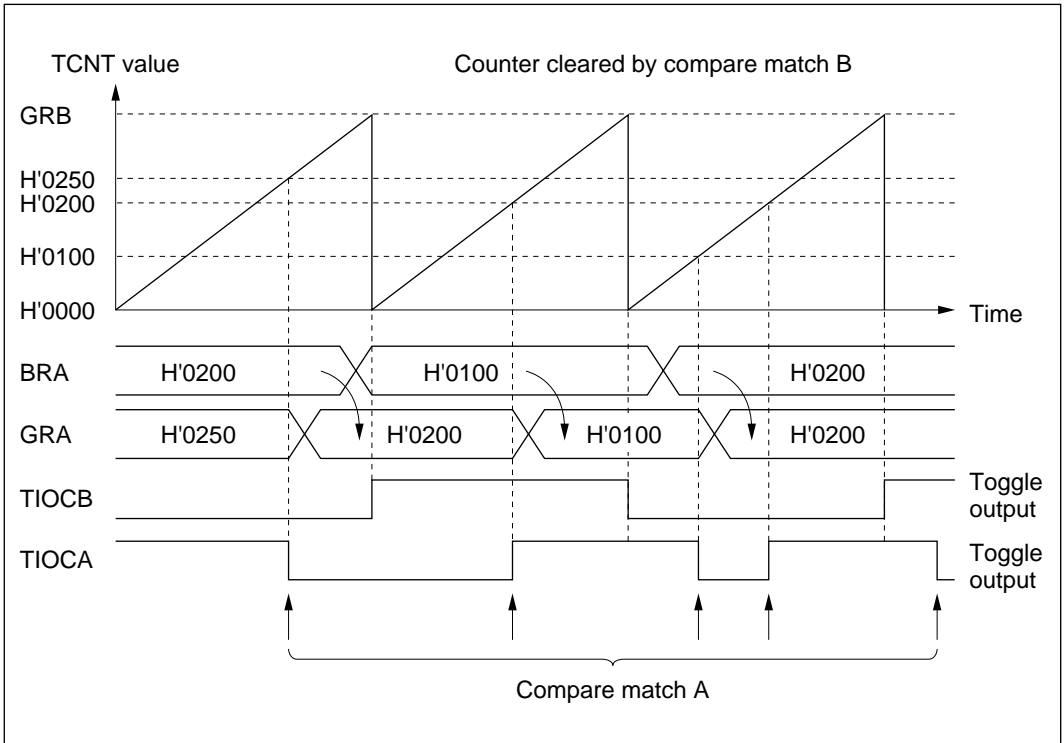 TCNT value
Counter cleared by compare match B
GRB
H'0250
H'0200
H'0100
H'0000
Time
BRA
H'0200
H'0100
H'0200
GRA
H'0250
H'0200
H'0100
H'0200
TIOCB
Toggle
output
TIOCA
Toggle
output
Compare match A